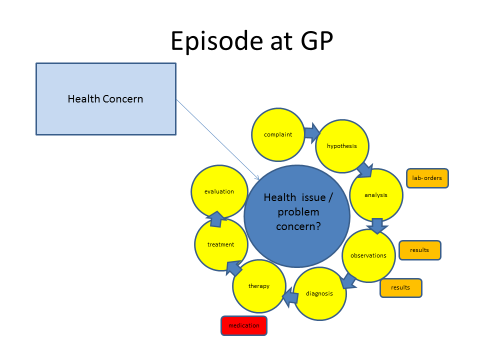 Episode at GP
Health Concern
complaint
hypothesis
lab- orders
analysis
evaluation
Health issue /
problem
concern?
treatment
observations
results
results
therapy
diagnosis
medication